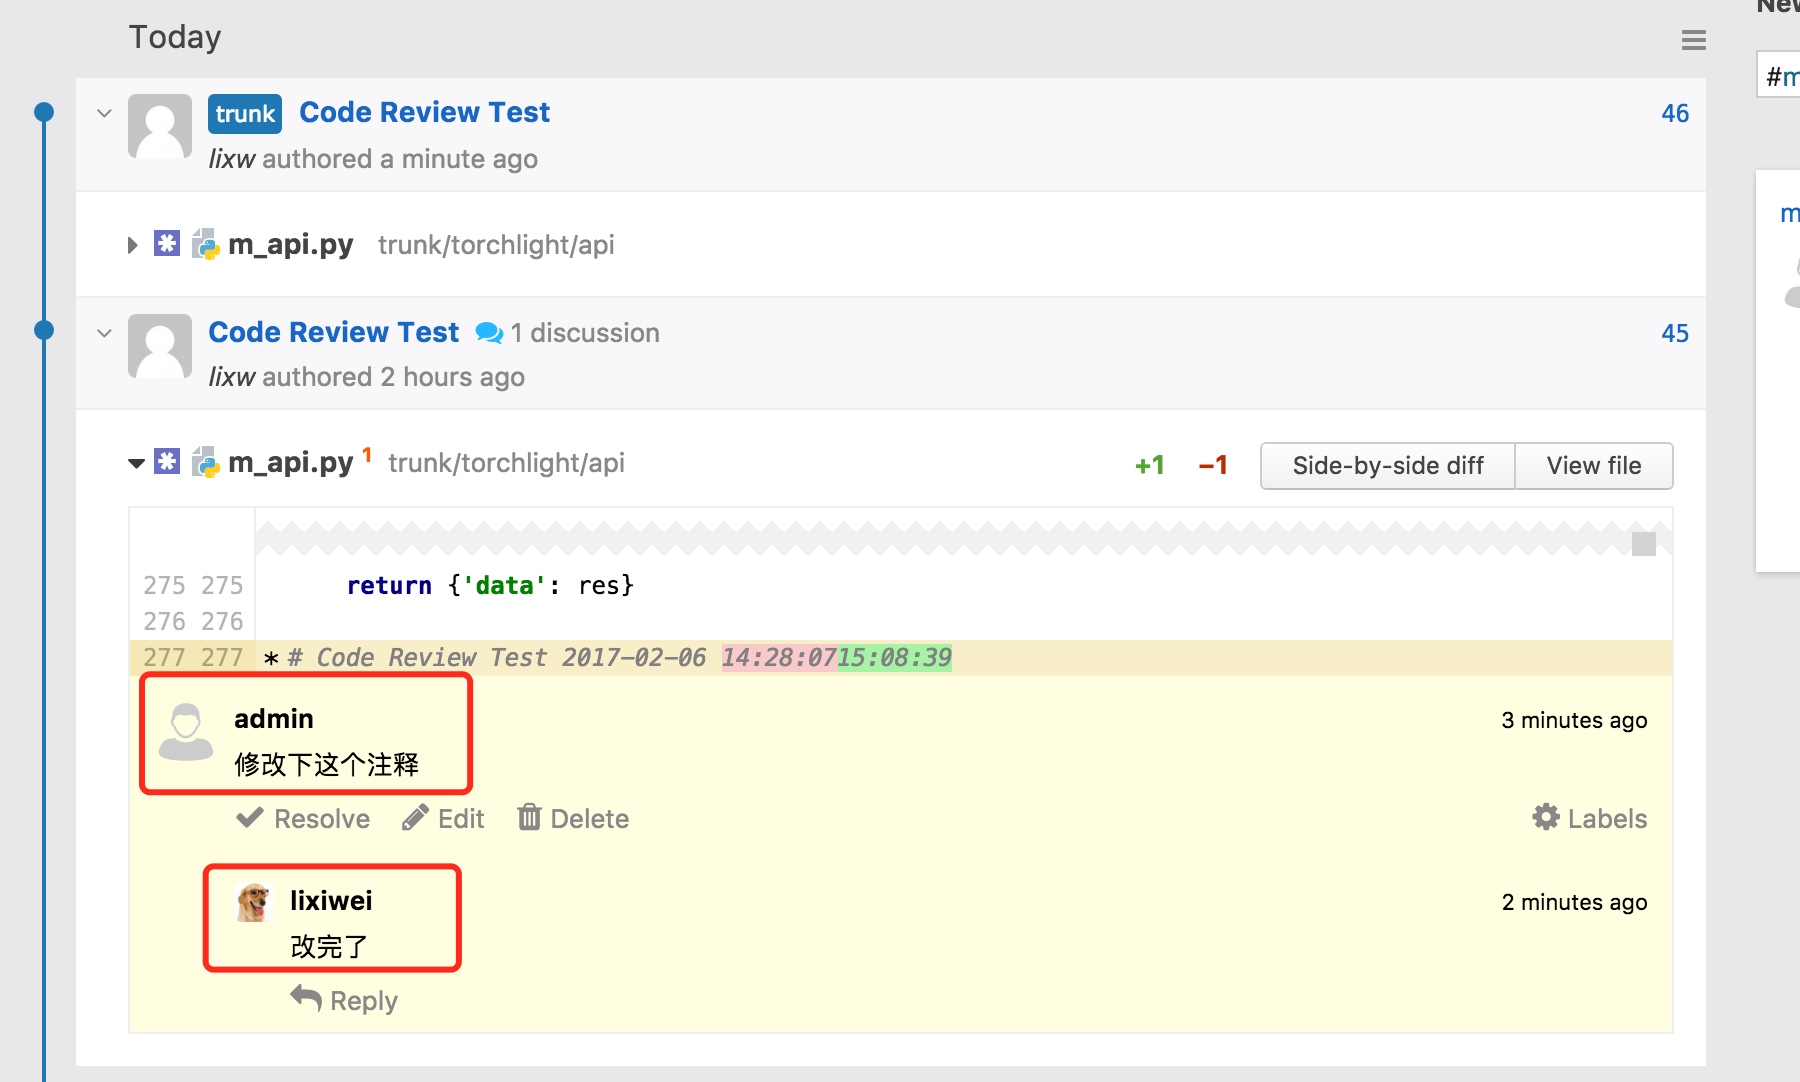 Today
trunk Code Review Test 46
lixw authored a minute ago
m_api.py trunk/torchlight/api
Code Review Test 1 discussion 45
lixw authored 2 hours ago
m_api.py 1 trunk/torchlight/api +1 −1 Side-by-side diff View file
275 275 return {'data': res}
276 276
277 277 * # Code Review Test 2017-02-06 14:28:0715:08:39
admin 3 minutes ago
修改下这个注释
Resolve Edit Delete Labels
lixiwei 2 minutes ago
改完了
Reply